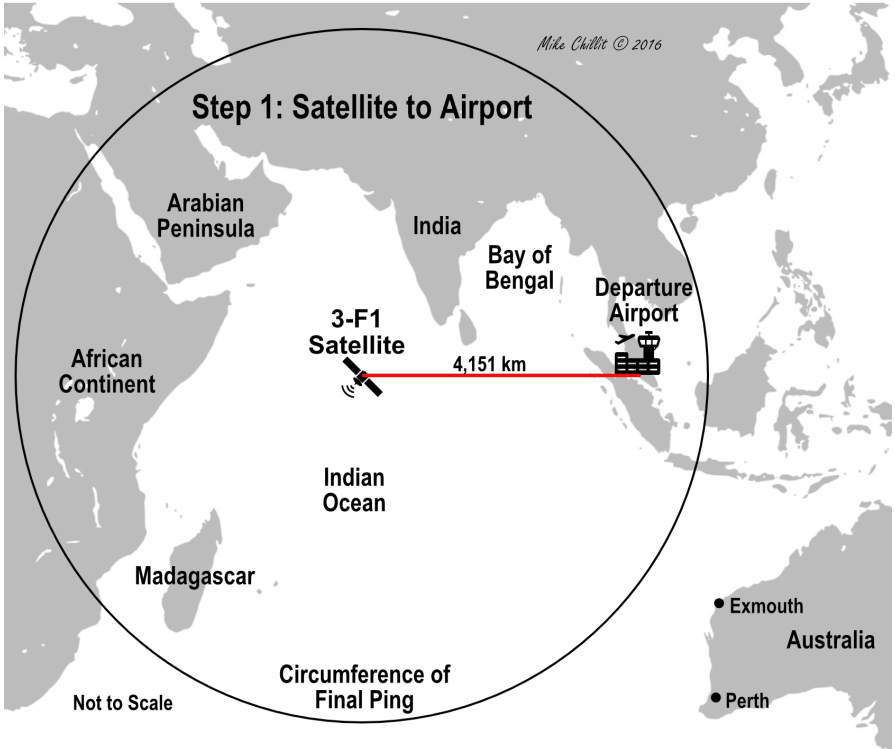 Mike Chillit © 2016
Step 1: Satellite to Airport
Arabian
Peninsula
India
Bay of
Bengal
Departure
Airport
3-F1
Satellite
4,151 km
African
Continent
Indian
Ocean
Madagascar
Exmouth
Australia
Circumference of
Final Ping
Not to Scale
Perth